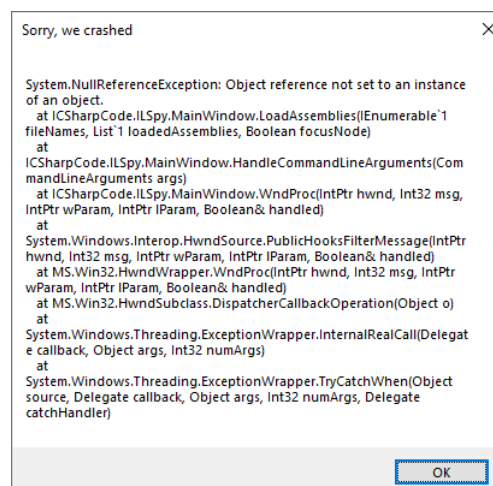 Sorry, we crashed
System.NullReferenceException: Object reference not set to an instance
of an object.
at ICSharpCode.ILSpy.MainWindow.LoadAssemblies(IEnumerable`1
fileNames, List`1 loadedAssemblies, Boolean focusNode)
at
ICSharpCode.ILSpy.MainWindow.HandleCommandLineArguments(Com
mandLineArguments args)
at ICSharpCode.ILSpy.MainWindow.WndProc(IntPtr hwnd, Int32 msg,
IntPtr wParam, IntPtr lParam, Boolean& handled)
at
System.Windows.Interop.HwndSource.PublicHooksFilterMessage(IntPtr
hwnd, Int32 msg, IntPtr wParam, IntPtr lParam, Boolean& handled)
at MS.Win32.HwndWrapper.WndProc(IntPtr hwnd, Int32 msg, IntPtr
wParam, IntPtr lParam, Boolean& handled)
at MS.Win32.HwndSubclass.DispatcherCallbackOperation(Object o)
at
System.Windows.Threading.ExceptionWrapper.InternalRealCall(Delegat
e callback, Object args, Int32 numArgs)
at
System.Windows.Threading.ExceptionWrapper.TryCatchWhen(Object
source, Delegate callback, Object args, Int32 numArgs, Delegate
catchHandler)
OK